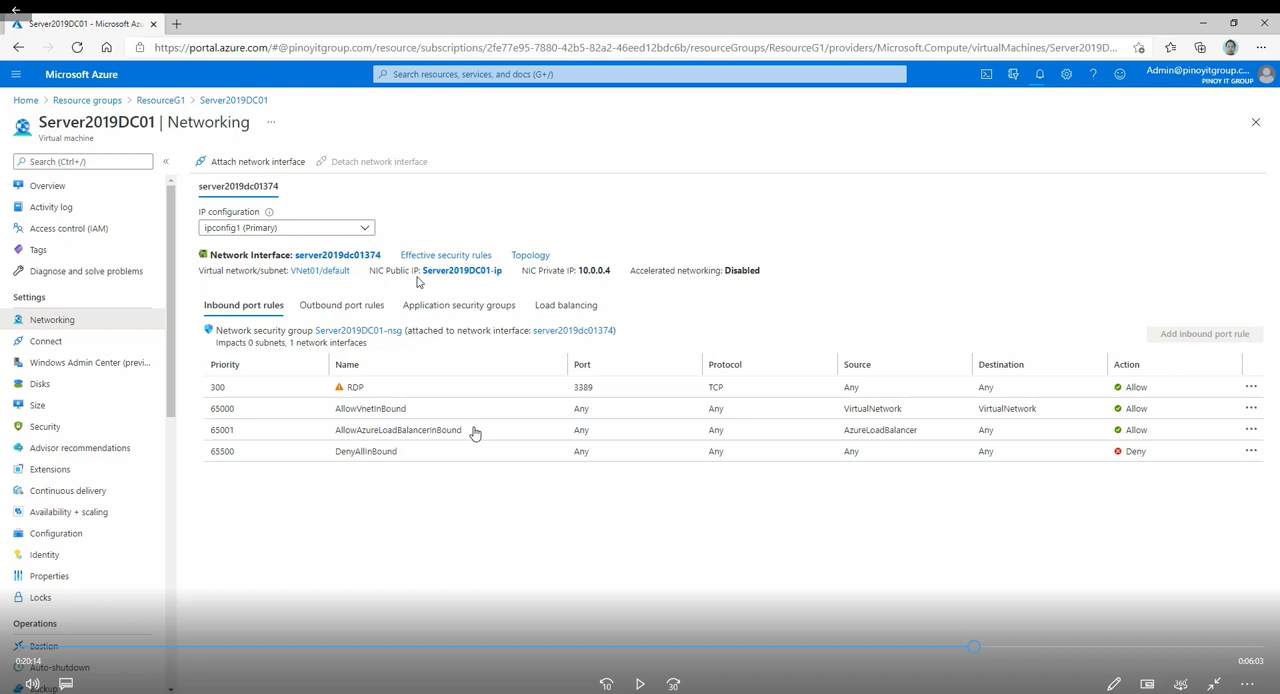 Server2019DC01 - Microsoft Azu
https://portal.azure.com/#@pinoyitgroup.com/resource/subscriptions/2fe77e95-7880-42b5-82a2-46eed12bdc6b/resourceGroups/ResourceG1/providers/Microsoft.Compute/virtualMachines/Server2019D...
Microsoft Azure
Search resources, services, and docs (G+/)
Admin@pinoyitgroup.c...
PINOY IT GROUP
Home > Resource groups > ResourceG1 > Server2019DC01
Server2019DC01 | Networking ...
Virtual machine
Search (Ctrl+/) «
Attach network interface Detach network interface
Overview
Activity log
Access control (IAM)
Tags
Diagnose and solve problems
Settings
Networking
Connect
Windows Admin Center (previ...
Disks
Size
Security
Advisor recommendations
Extensions
Continuous delivery
Availability + scaling
Configuration
Identity
Properties
Locks
Operations
Bastion
Auto-shutdown
Backup
server2019dc01374
IP configuration
ipconfig1 (Primary)
Network Interface: server2019dc01374 Effective security rules Topology
Virtual network/subnet: VNet01/default NIC Public IP: Server2019DC01-ip NIC Private IP: 10.0.0.4 Accelerated networking: Disabled
Inbound port rules Outbound port rules Application security groups Load balancing
Network security group Server2019DC01-nsg (attached to network interface: server2019dc01374)
Impacts 0 subnets, 1 network interfaces
Add inbound port rule
Priority Name Port Protocol Source Destination Action
300 RDP 3389 TCP Any Any Allow ...
65000 AllowVnetInBound Any Any VirtualNetwork VirtualNetwork Allow ...
65001 AllowAzureLoadBalancerInBound Any Any AzureLoadBalancer Any Allow ...
65500 DenyAllInBound Any Any Any Any Deny ...
0:20:14
0:06:03
10
30
360